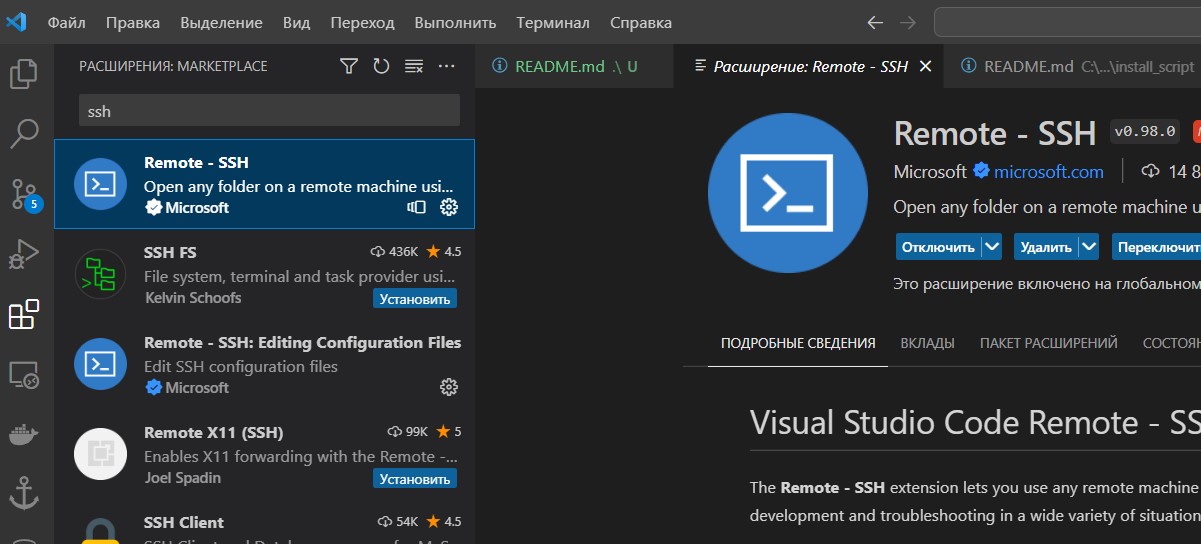 Файл Правка Выделение Вид Переход Выполнить Терминал Справка
РАСШИРЕНИЯ: MARKETPLACE
ssh
Remote - SSH
Open any folder on a remote machine usi...
Microsoft
SSH FS 436K 4.5
File system, terminal and task provider usi...
Kelvin Schoofs Установить
Remote - SSH: Editing Configuration Files
Edit SSH configuration files
Microsoft
Remote X11 (SSH) 99K 5
Enables X11 forwarding with the Remote -...
Joel Spadin Установить
SSH Client 54K 4.5
5
README.md .\ U
Расширение: Remote - SSH
README.md C:\...\install_script
Remote - SSH v0.98.0
Microsoft microsoft.com 14 8
Open any folder on a remote machine u
Отключить Удалить Переключит
Это расширение включено на глобальном
ПОДРОБНЫЕ СВЕДЕНИЯ ВКЛАДЫ ПАКЕТ РАСШИРЕНИЙ СОСТОЯН
Visual Studio Code Remote - SS
The Remote - SSH extension lets you use any remote machine
development and troubleshooting in a wide variety of situation